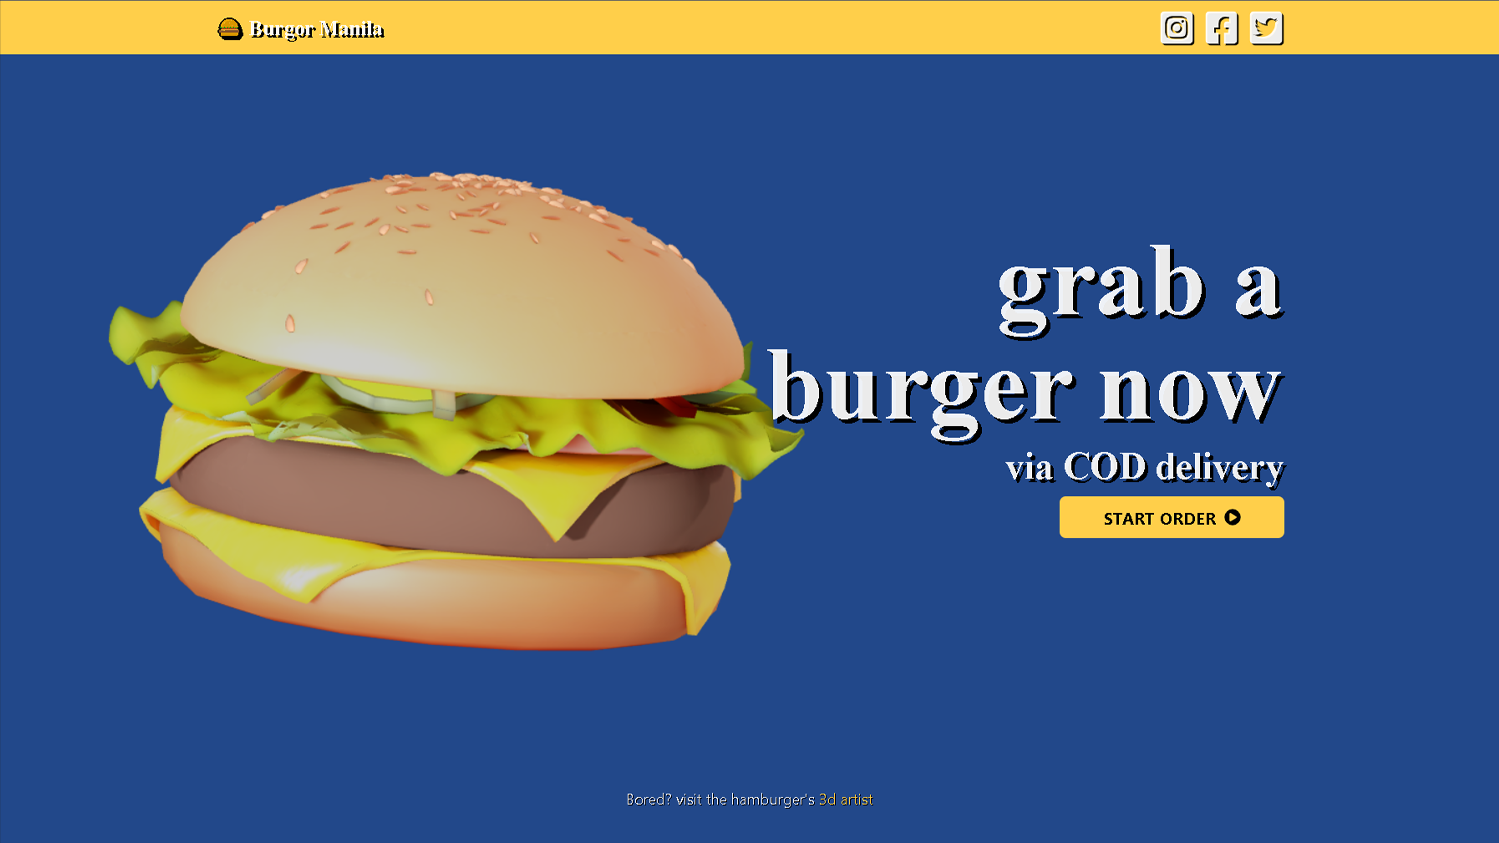 Burgor Manila
grab a
burger now
via COD delivery
START ORDER
Bored? visit the hamburger's 3d artist